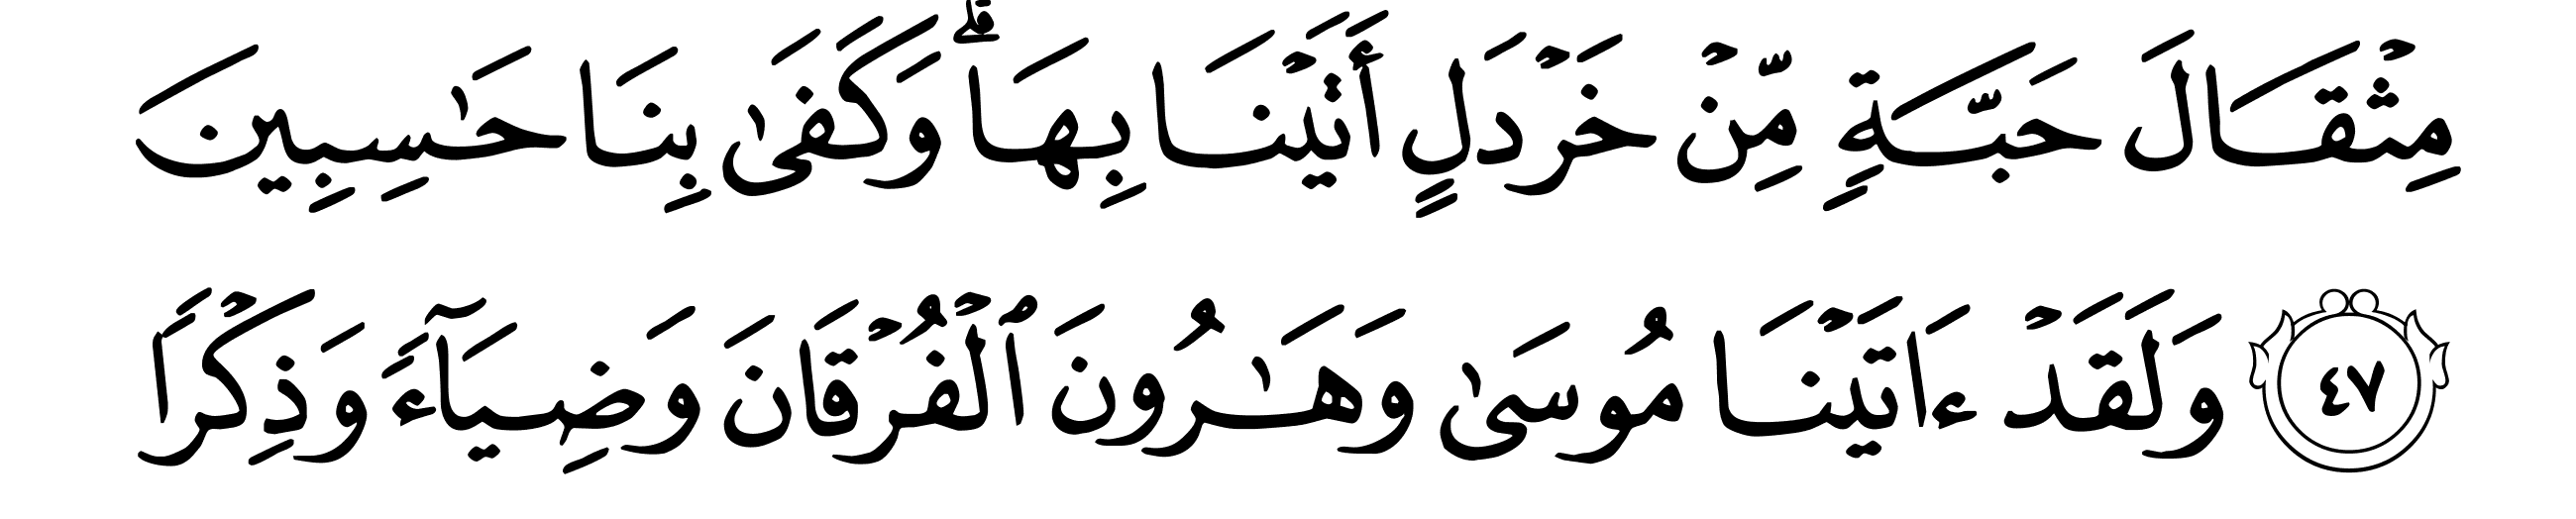 مِثْقَالَ حَبَّةٍ مِّنْ خَرْدَلٍ أَتَيْنَا بِهَا ۗ وَكَفَىٰ بِنَا حَٰسِبِينَ
٤٧ وَلَقَدْ ءَاتَيْنَا مُوسَىٰ وَهَٰرُونَ ٱلْفُرْقَانَ وَضِيَآءً وَذِكْرًا